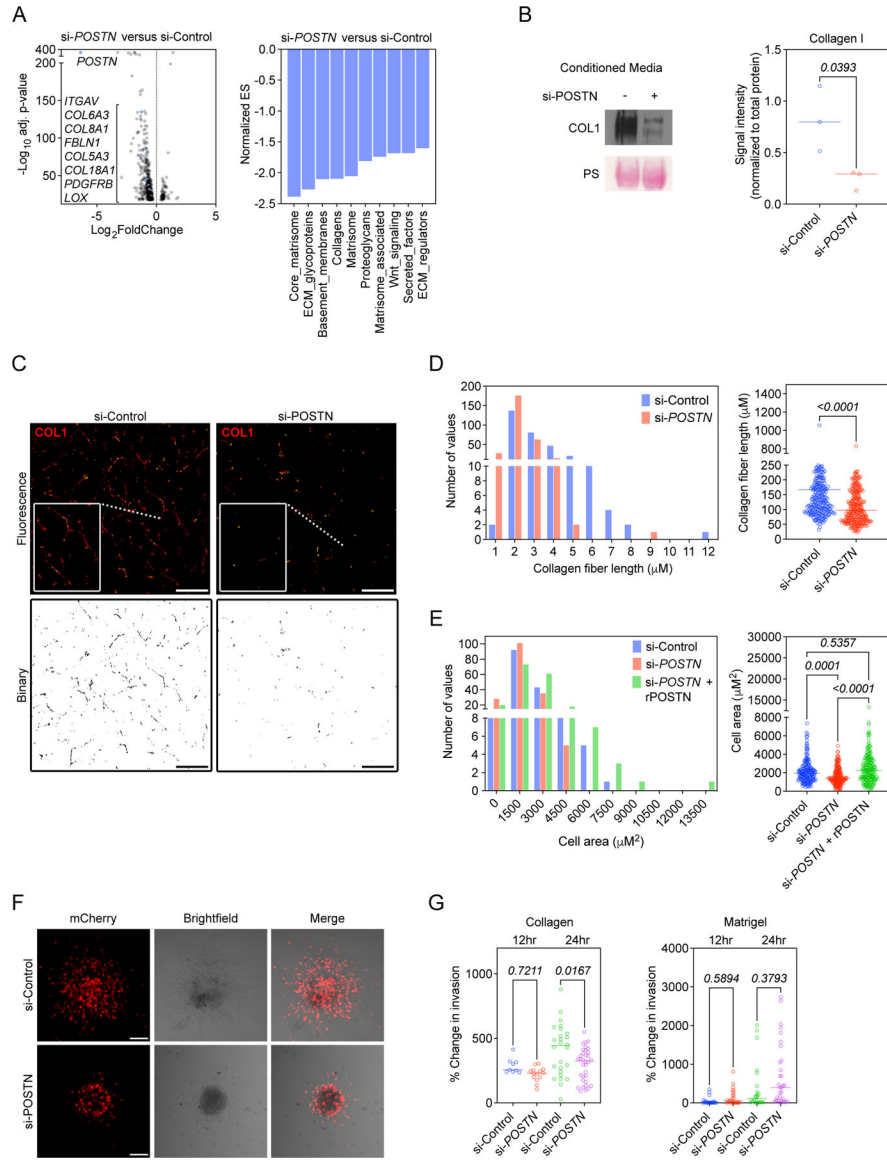 A
si-POSTN versus si-Control
-Log10 adj. p-value
400
200
150
100
50
POSTN
ITGAV
COL6A3
COL8A1
FBLN1
COL5A3
COL18A1
PDGFRB
LOX
-5 0 5
Log2FoldChange
si-POSTN versus si-Control
Normalized ES
0.0
-0.5
-1.0
-1.5
-2.0
-2.5
Core_matrisome
ECM_glycoproteins
Basement_membranes
Collagens
Matrisome
Proteoglycans
Matrisome_associated
Wnt_signaling
Secreted_factors
ECM_regulators
B
Conditioned Media
si-POSTN - +
COL1
PS
Collagen I
Signal intensity
(normalized to total protein)
1.5
1.0
0.5
0.0
0.0393
si-Control
si-POSTN
C
si-Control si-POSTN
Fluorescence
COL1 COL1
Binary
D
Number of values
200
150
100
50
10
8
6
4
2
0
si-Control
si-POSTN
1 2 3 4 5 6 7 8 9 10 11 12
Collagen fiber length (µM)
Collagen fiber length (µM)
1400
1200
1000
800
600
400
250
200
150
100
50
0
<0.0001
si-Control
si-POSTN
E
Number of values
100
80
60
40
20
8
6
4
2
0
si-Control
si-POSTN
si-POSTN +
rPOSTN
0 1500 3000 4500 6000 7500 9000 10500 12000 13500
Cell area (µM2)
Cell area (µM2)
30000
25000
20000
15000
10000
8000
6000
4000
2000
0
0.5357
0.0001
<0.0001
si-Control
si-POSTN
si-POSTN + rPOSTN
F
mCherry Brightfield Merge
si-Control
si-POSTN
G
Collagen
12hr 24hr
% Change in invasion
1000
500
0
0.7211 0.0167
si-Control
si-POSTN
si-Control
si-POSTN
Matrigel
12hr 24hr
% Change in invasion
4000
3000
2000
1000
0
0.5894 0.3793
si-Control
si-POSTN
si-Control
si-POSTN